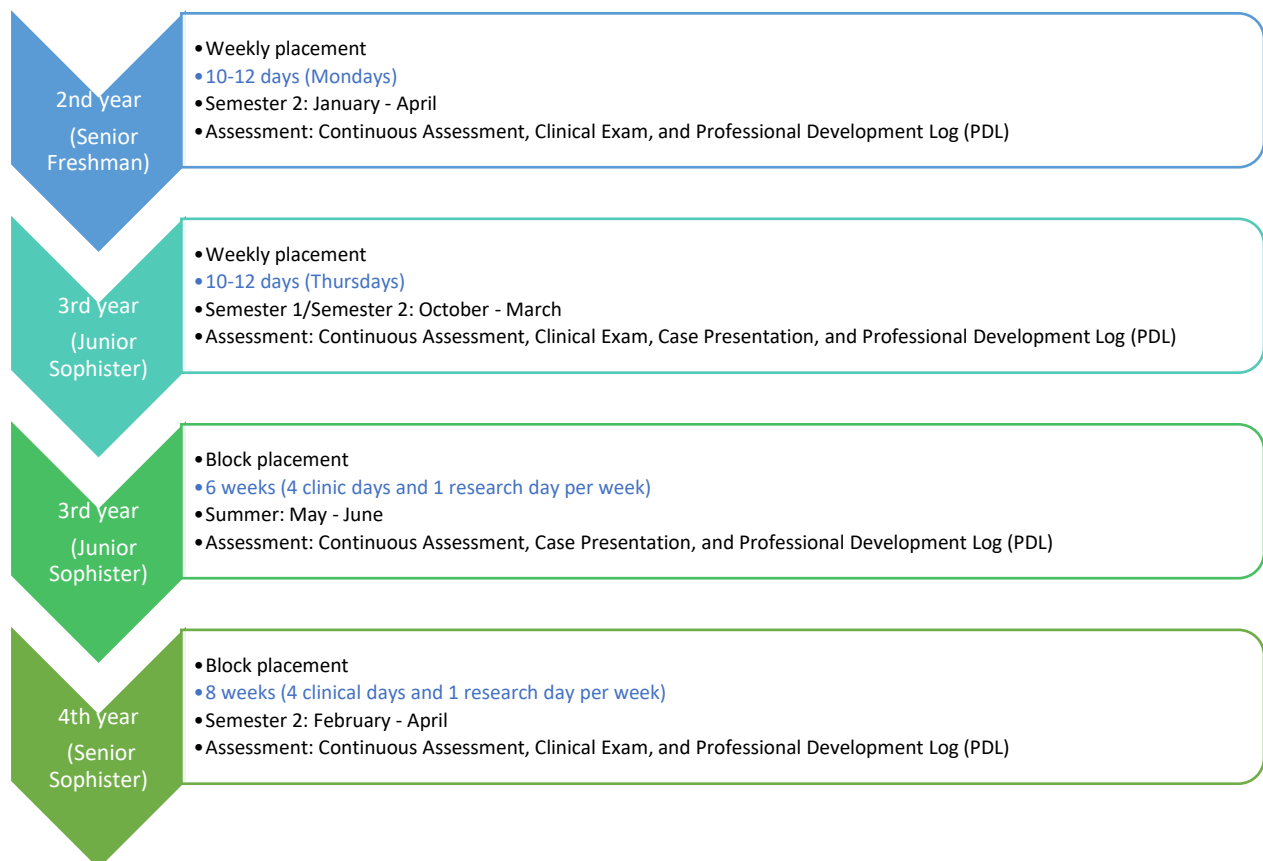 2nd year
(Senior
Freshman)
•Weekly placement
•10-12 days (Mondays)
•Semester 2: January - April
•Assessment: Continuous Assessment, Clinical Exam, and Professional Development Log (PDL)
3rd year
(Junior
Sophister)
•Weekly placement
•10-12 days (Thursdays)
•Semester 1/Semester 2: October - March
•Assessment: Continuous Assessment, Clinical Exam, Case Presentation, and Professional Development Log (PDL)
3rd year
(Junior
Sophister)
•Block placement
•6 weeks (4 clinic days and 1 research day per week)
•Summer: May - June
•Assessment: Continuous Assessment, Case Presentation, and Professional Development Log (PDL)
4th year
(Senior
Sophister)
•Block placement
•8 weeks (4 clinical days and 1 research day per week)
•Semester 2: February - April
•Assessment: Continuous Assessment, Clinical Exam, and Professional Development Log (PDL)